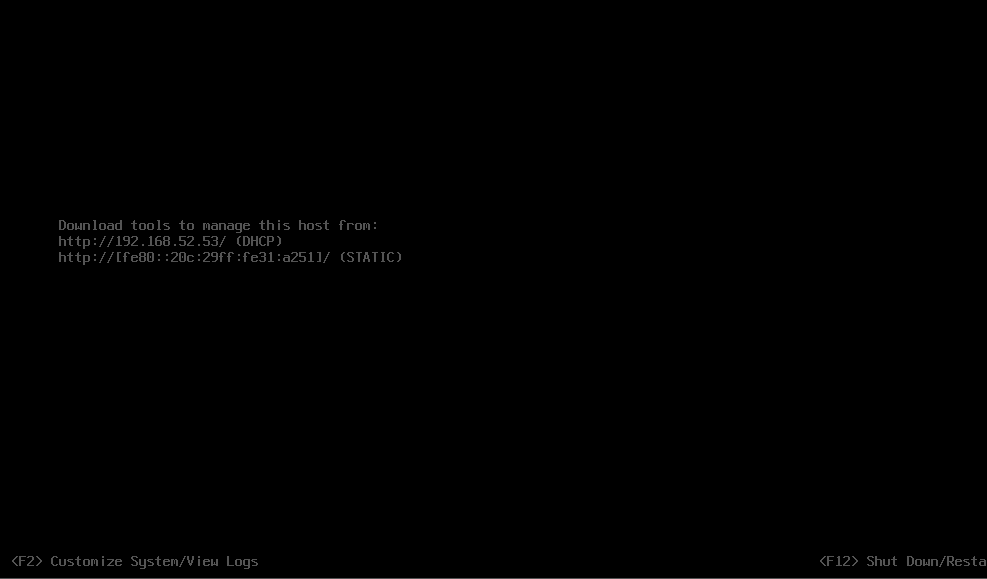 Download tools to manage this host from:
http://192.168.52.53/ (DHCP)
http://[fe80::20c:29ff:fe31:a251]/ (STATIC)
<F2> Customize System/View Logs
<F12> Shut Down/Resta